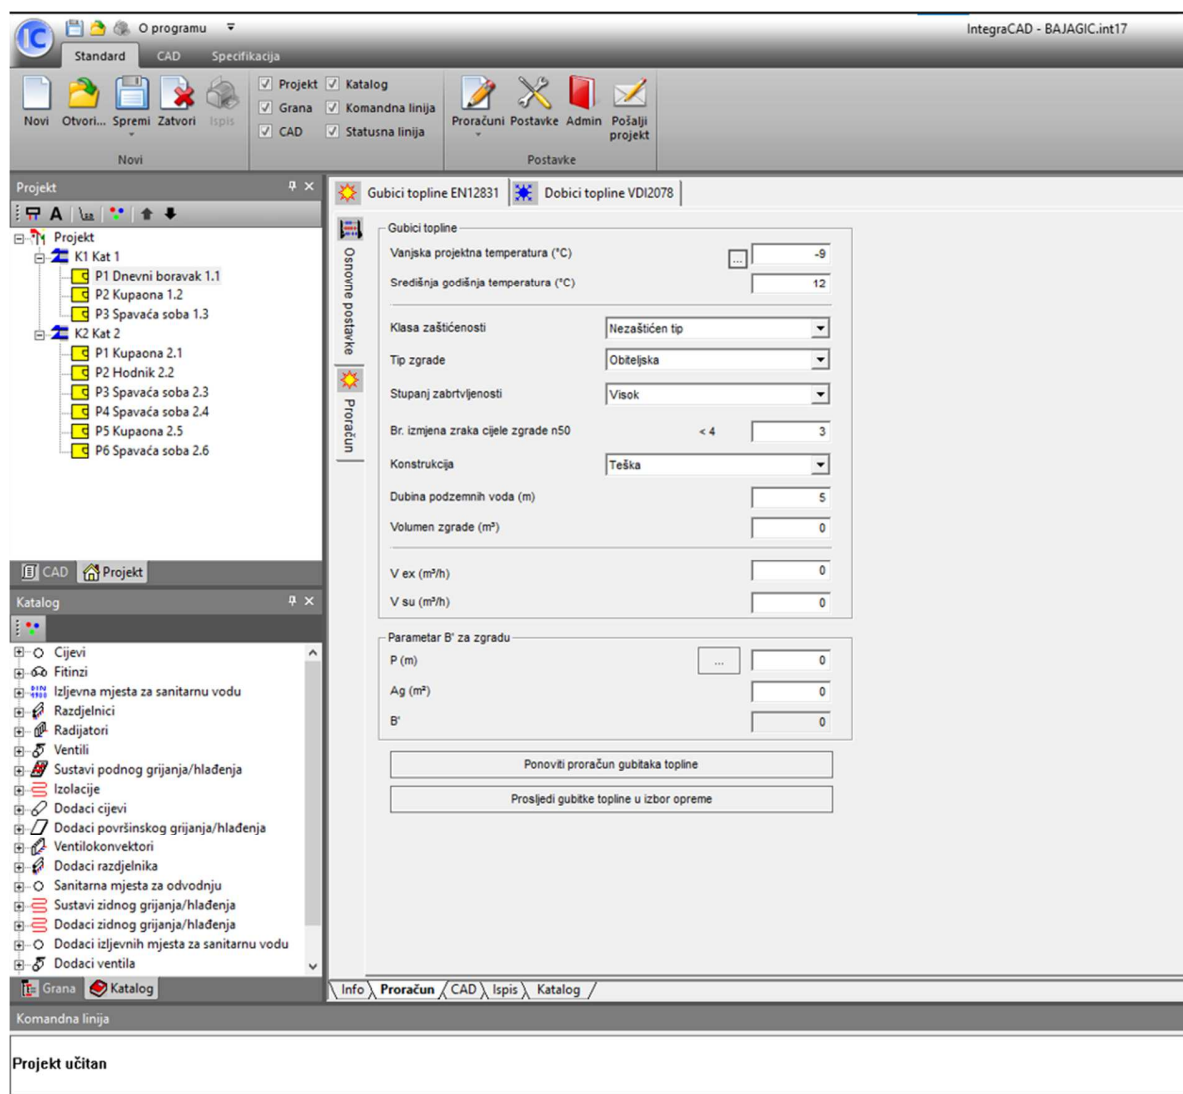 IC
O programu
IntegraCAD - BAJAGIC.int17
Standard CAD Specifikacija
Novi Otvori... Spremi Zatvori Ispis
Projekt Katalog
Grana Komandna linija
CAD Statusna linija
Proračuni Postavke Admin Pošalji
projekt
Novi
Postavke
Projekt
A
Projekt
K1 Kat 1
P1 Dnevni boravak 1.1
P2 Kupaona 1.2
P3 Spavaća soba 1.3
K2 Kat 2
P1 Kupaona 2.1
P2 Hodnik 2.2
P3 Spavaća soba 2.3
P4 Spavaća soba 2.4
P5 Kupaona 2.5
P6 Spavaća soba 2.6
CAD Projekt
Katalog
Cijevi
Fitinzi
Izljevna mjesta za sanitarnu vodu
Razdjelnici
Radijatori
Ventili
Sustavi podnog grijanja/hlađenja
Izolacije
Dodaci cijevi
Dodaci površinskog grijanja/hlađenja
Ventilokonvektori
Dodaci razdjelnika
Sanitarna mjesta za odvodnju
Sustavi zidnog grijanja/hlađenja
Dodaci zidnog grijanja/hlađenja
Dodaci izljevnih mjesta za sanitarnu vodu
Dodaci ventila
Grana Katalog
Gubici topline EN12831 Dobici topline VDI2078
Osnovne postavke
Proračun
Gubici topline
Vanjska projektna temperatura (°C) ... -9
Središnja godišnja temperatura (°C) 12
Klasa zaštićenosti Nezaštićen tip
Tip zgrade Obiteljska
Stupanj zabrtvljenosti Visok
Br. izmjena zraka cijele zgrade n50 < 4 3
Konstrukcija Teška
Dubina podzemnih voda (m) 5
Volumen zgrade (m³) 0
V ex (m³/h) 0
V su (m³/h) 0
Parametar B' za zgradu
P (m) ... 0
Ag (m²) 0
B' 0
Ponoviti proračun gubitaka topline
Prosljedi gubitke topline u izbor opreme
Info Proračun CAD Ispis Katalog
Komandna linija
Projekt učitan